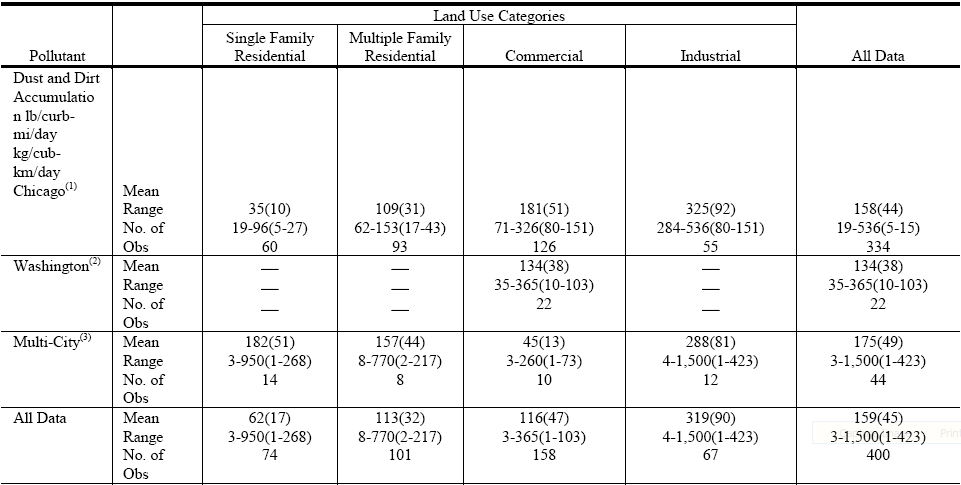 Land Use Categories
Pollutant Single Family Residential Multiple Family Residential Commercial Industrial All Data
Dust and Dirt
Accumulatio
n lb/curb-
mi/day
kg/cub-
km/day
Chicago(1) Mean
Range 35(10) 109(31) 181(51) 325(92) 158(44)
No. of 19-96(5-27) 62-153(17-43) 71-326(80-151) 284-536(80-151) 19-536(5-15)
Obs 60 93 126 55 334
Washington(2) Mean — — 134(38) — 134(38)
Range — — 35-365(10-103) — 35-365(10-103)
No. of — — 22 — 22
Obs
Multi-City(3) Mean 182(51) 157(44) 45(13) 288(81) 175(49)
Range 3-950(1-268) 8-770(2-217) 3-260(1-73) 4-1,500(1-423) 3-1,500(1-423)
No. of 14 8 10 12 44
Obs
All Data Mean 62(17) 113(32) 116(47) 319(90) 159(45)
Range 3-950(1-268) 8-770(2-217) 3-365(1-103) 4-1,500(1-423) 3-1,500(1-423)
No. of 74 101 158 67 400
Obs